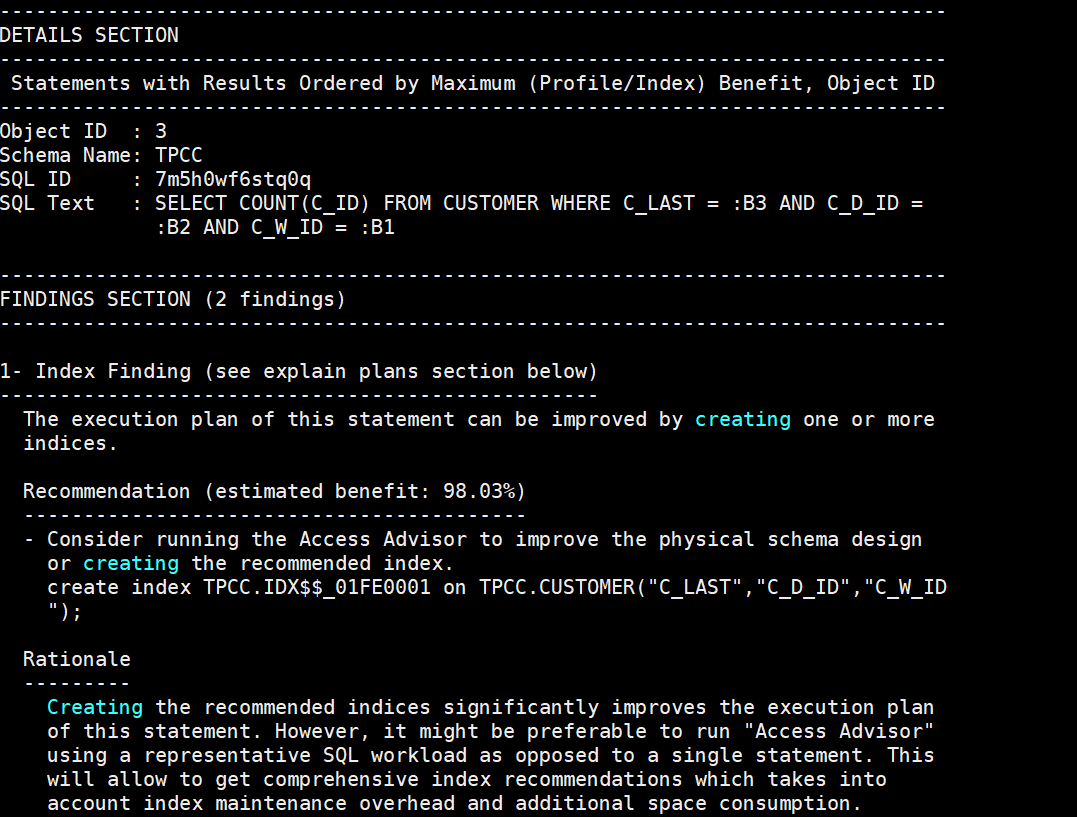 -------------------------------------------------------------------------------
DETAILS SECTION
-------------------------------------------------------------------------------
 Statements with Results Ordered by Maximum (Profile/Index) Benefit, Object ID
-------------------------------------------------------------------------------
Object ID  : 3
Schema Name: TPCC
SQL ID     : 7m5h0wf6stq0q
SQL Text   : SELECT COUNT(C_ID) FROM CUSTOMER WHERE C_LAST = :B3 AND C_D_ID =
             :B2 AND C_W_ID = :B1
-------------------------------------------------------------------------------
FINDINGS SECTION (2 findings)
-------------------------------------------------------------------------------
1- Index Finding (see explain plans section below)
--------------------------------------------------
  The execution plan of this statement can be improved by creating one or more
  indices.
  Recommendation (estimated benefit: 98.03%)
  ------------------------------------------
  - Consider running the Access Advisor to improve the physical schema design
    or creating the recommended index.
    create index TPCC.IDX$$_01FE0001 on TPCC.CUSTOMER("C_LAST","C_D_ID","C_W_ID
    ");
  Rationale
  ---------
    Creating the recommended indices significantly improves the execution plan
    of this statement. However, it might be preferable to run "Access Advisor"
    using a representative SQL workload as opposed to a single statement. This
    will allow to get comprehensive index recommendations which takes into
    account index maintenance overhead and additional space consumption.